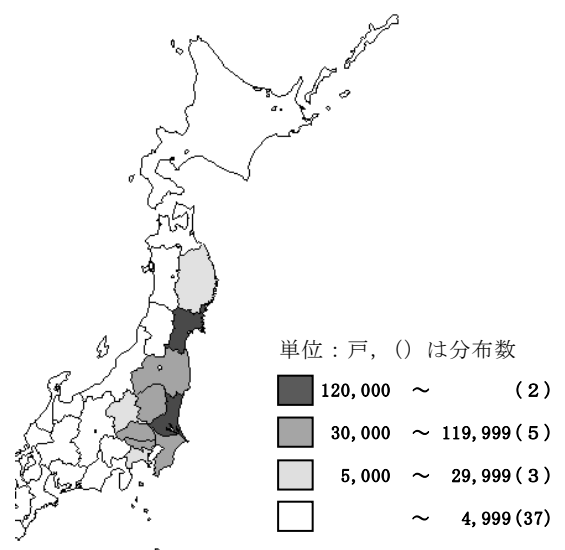 単位：戸，（）は分布数
120,000 ～ （2）
30,000 ～ 119,999（5）
5,000 ～ 29,999（3）
～ 4,999（37）